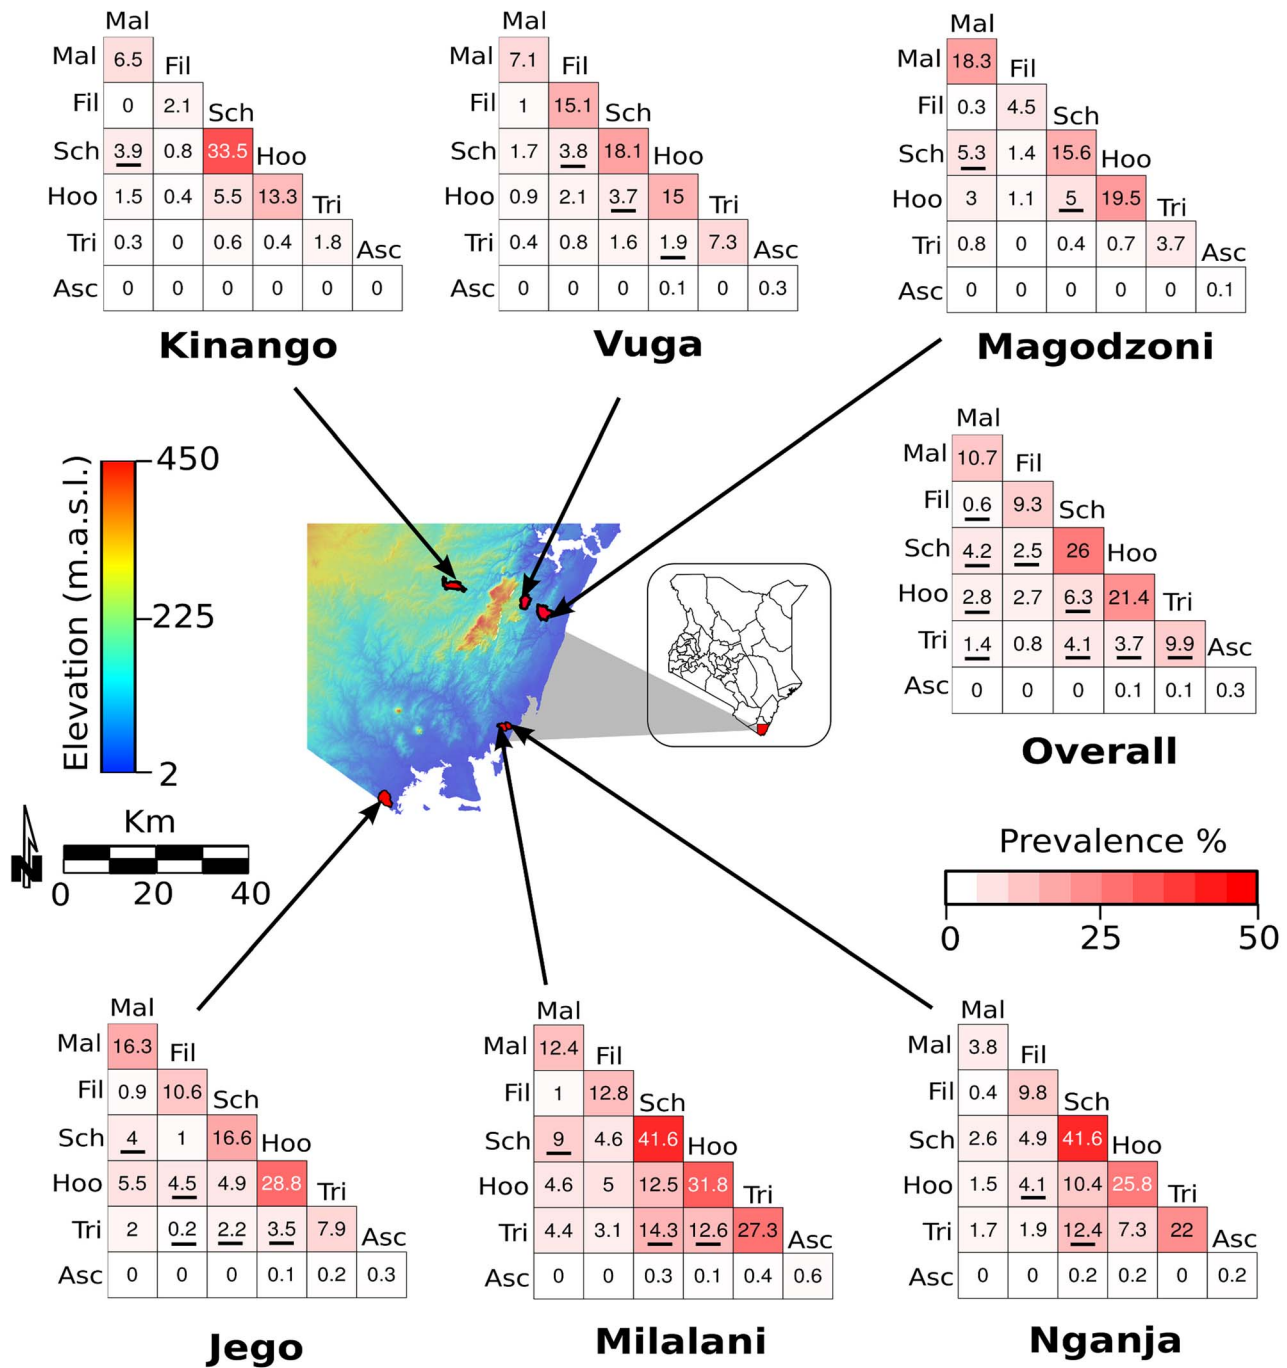 Mal
Mal 6.5 Fil
Fil 0 2.1 Sch
Sch 3.9 0.8 33.5 Hoo
Hoo 1.5 0.4 5.5 13.3 Tri
Tri 0.3 0 0.6 0.4 1.8 Asc
Asc 0 0 0 0 0 0
Kinango
Mal
Mal 7.1 Fil
Fil 1 15.1 Sch
Sch 1.7 3.8 18.1 Hoo
Hoo 0.9 2.1 3.7 15 Tri
Tri 0.4 0.8 1.6 1.9 7.3 Asc
Asc 0 0 0 0.1 0 0.3
Vuga
Mal
Mal 18.3 Fil
Fil 0.3 4.5 Sch
Sch 5.3 1.4 15.6 Hoo
Hoo 3 1.1 5 19.5 Tri
Tri 0.8 0 0.4 0.7 3.7 Asc
Asc 0 0 0 0 0 0.1
Magodzoni
Elevation (m.a.s.l.)
450
225
2
N
Km
0 20 40
Mal
Mal 10.7 Fil
Fil 0.6 9.3 Sch
Sch 4.2 2.5 26 Hoo
Hoo 2.8 2.7 6.3 21.4 Tri
Tri 1.4 0.8 4.1 3.7 9.9 Asc
Asc 0 0 0 0.1 0.1 0.3
Overall
Prevalence %
0 25 50
Mal
Mal 16.3 Fil
Fil 0.9 10.6 Sch
Sch 4 1 16.6 Hoo
Hoo 5.5 4.5 4.9 28.8 Tri
Tri 2 0.2 2.2 3.5 7.9 Asc
Asc 0 0 0 0.1 0.2 0.3
Jego
Mal
Mal 12.4 Fil
Fil 1 12.8 Sch
Sch 9 4.6 41.6 Hoo
Hoo 4.6 5 12.5 31.8 Tri
Tri 4.4 3.1 14.3 12.6 27.3 Asc
Asc 0 0 0.3 0.1 0.4 0.6
Milalani
Mal
Mal 3.8 Fil
Fil 0.4 9.8 Sch
Sch 2.6 4.9 41.6 Hoo
Hoo 1.5 4.1 10.4 25.8 Tri
Tri 1.7 1.9 12.4 7.3 22 Asc
Asc 0 0 0.2 0.2 0 0.2
Nganja